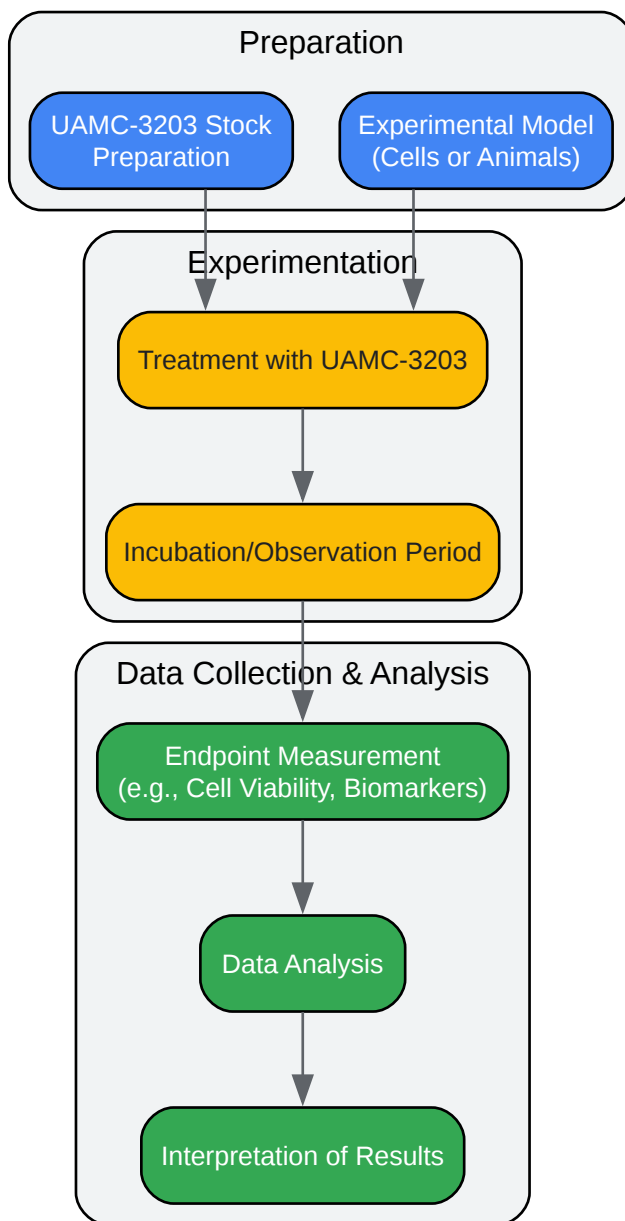 Preparation
UAMC-3203 Stock
Preparation
Experimental Model
(Cells or Animals)
Experimentation
Treatment with UAMC-3203
Incubation/Observation Period
Data Collection & Analysis
Endpoint Measurement
(e.g., Cell Viability, Biomarkers)
Data Analysis
Interpretation of Results